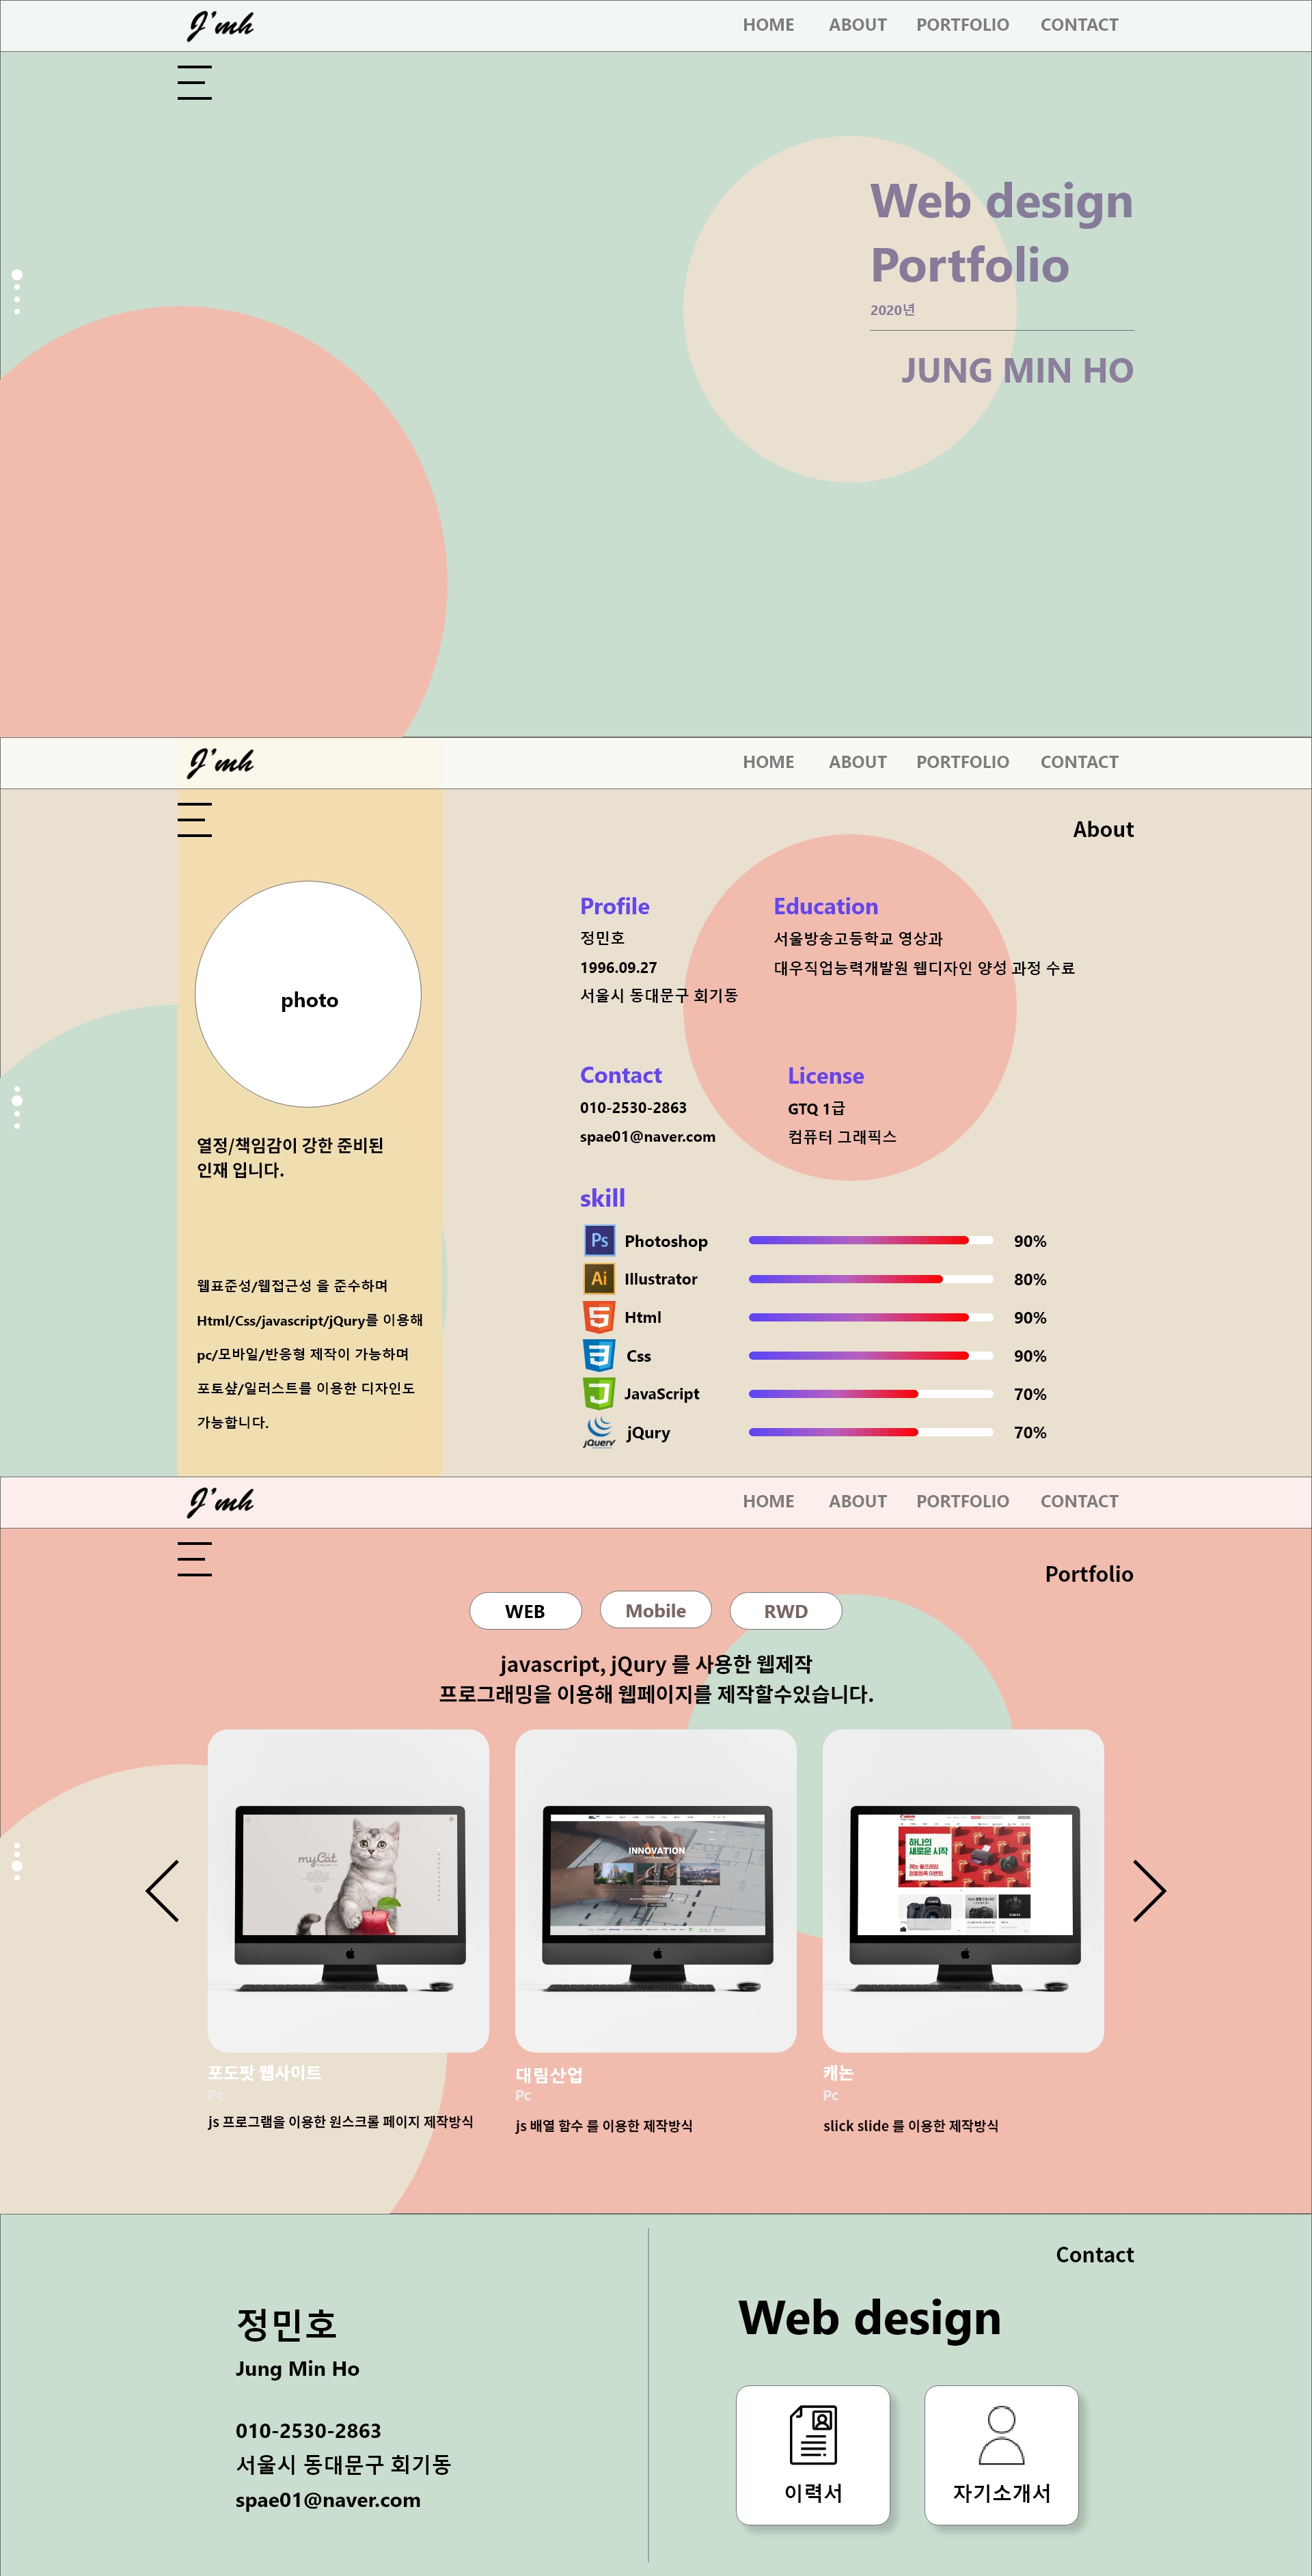 J'mh
HOME ABOUT PORTFOLIO CONTACT
Web design
Portfolio
2020년
JUNG MIN HO
J'mh
HOME ABOUT PORTFOLIO CONTACT
About
photo
열정/책임감이 강한 준비된
인재 입니다.
웹표준성/웹접근성 을 준수하며
Html/Css/javascript/jQury를 이용해
pc/모바일/반응형 제작이 가능하며
포토샾/일러스트를 이용한 디자인도
가능합니다.
Profile
정민호
1996.09.27
서울시 동대문구 회기동
Education
서울방송고등학교 영상과
대우직업능력개발원 웹디자인 양성 과정 수료
Contact
010-2530-2863
spae01@naver.com
License
GTQ 1급
컴퓨터 그래픽스
skill
Ps Photoshop 90%
Ai Illustrator 80%
Html 90%
Css 90%
JavaScript 70%
jQuery jQury 70%
J'mh
HOME ABOUT PORTFOLIO CONTACT
Portfolio
WEB Mobile RWD
javascript, jQury 를 사용한 웹제작
프로그래밍을 이용해 웹페이지를 제작할수있습니다.
myCat
INNOVATION
Canon
하나의
새로운 시작
포도팟 웹사이트
Pc
js 프로그램을 이용한 원스크롤 페이지 제작방식
대림산업
Pc
js 배열 함수 를 이용한 제작방식
캐논
Pc
slick slide 를 이용한 제작방식
Contact
정민호
Jung Min Ho
010-2530-2863
서울시 동대문구 회기동
spae01@naver.com
Web design
이력서
자기소개서